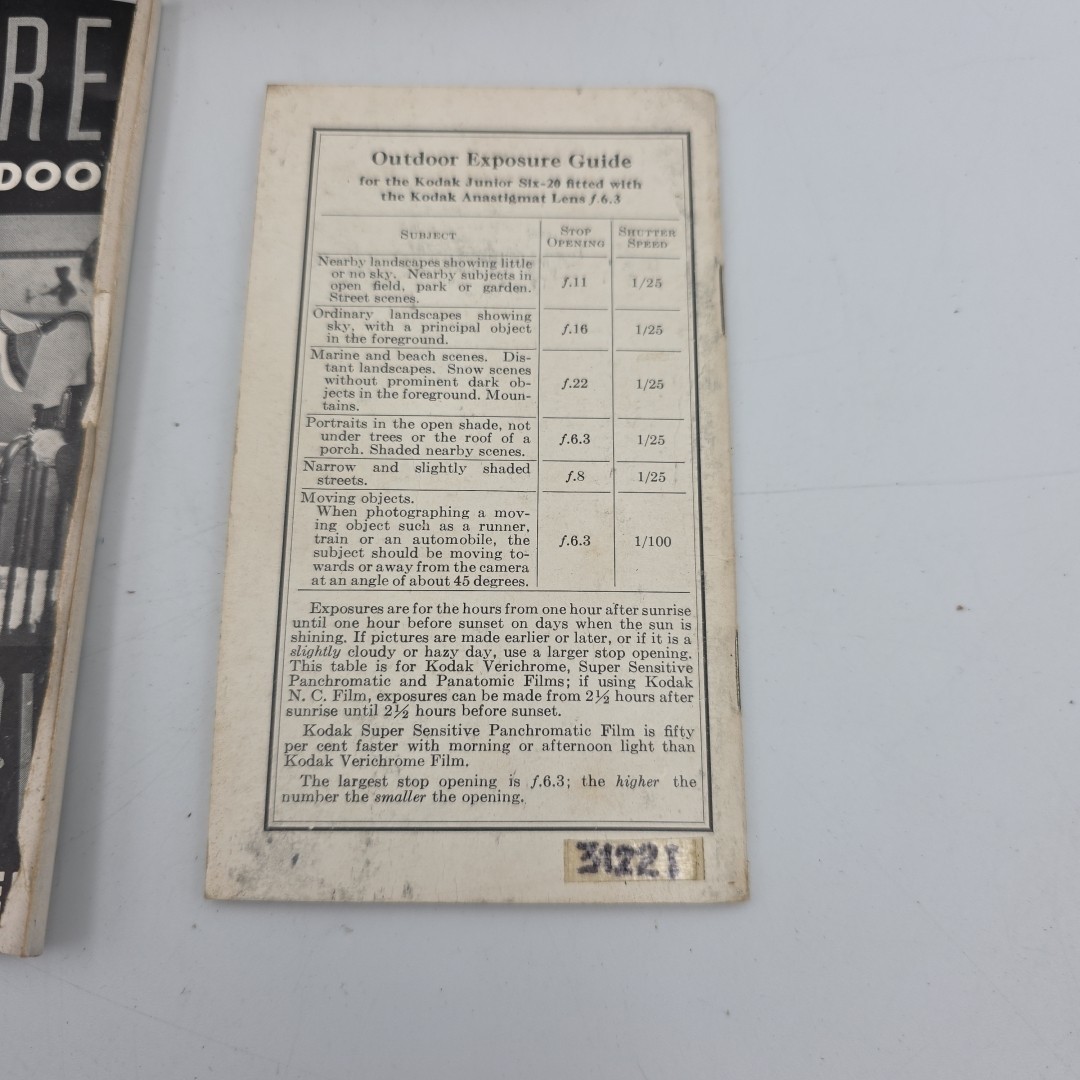 RE
DOO
Outdoor Exposure Guide
for the Kodak Junior Six-20 fitted with
the Kodak Anastigmat Lens f.6.3
SUBJECT
STOP
OPENING
SHUTTER
SPEED
Nearby landscapes showing little
or no sky. Nearby subjects in
open field, park or garden.
Street scenes.
f.11
1/25
Ordinary landscapes showing
sky, with a principal object
in the foreground.
f.16
1/25
Marine and beach scenes. Dis-
tant landscapes. Snow scenes
without prominent dark ob-
jects in the foreground. Moun-
tains.
f.22
1/25
Portraits in the open shade, not
under trees or the roof of a
porch. Shaded nearby scenes.
f.6.3
1/25
Narrow and slightly shaded
streets.
f.8
1/25
Moving objects.
When photographing a mov-
ing object such as a runner,
train or an automobile, the
subject should be moving to-
wards or away from the camera
at an angle of about 45 degrees.
f.6.3
1/100
Exposures are for the hours from one hour after sunrise
until one hour before sunset on days when the sun is
shining. If pictures are made earlier or later, or if it is a
slightly cloudy or hazy day, use a larger stop opening.
This table is for Kodak Verichrome, Super Sensitive
Panchromatic and Panatomic Films; if using Kodak
N. C. Film, exposures can be made from 2½ hours after
sunrise until 2½ hours before sunset.
Kodak Super Sensitive Panchromatic Film is fifty
per cent faster with morning or afternoon light than
Kodak Verichrome Film.
The largest stop opening is f.6.3; the higher the
number the smaller the opening.